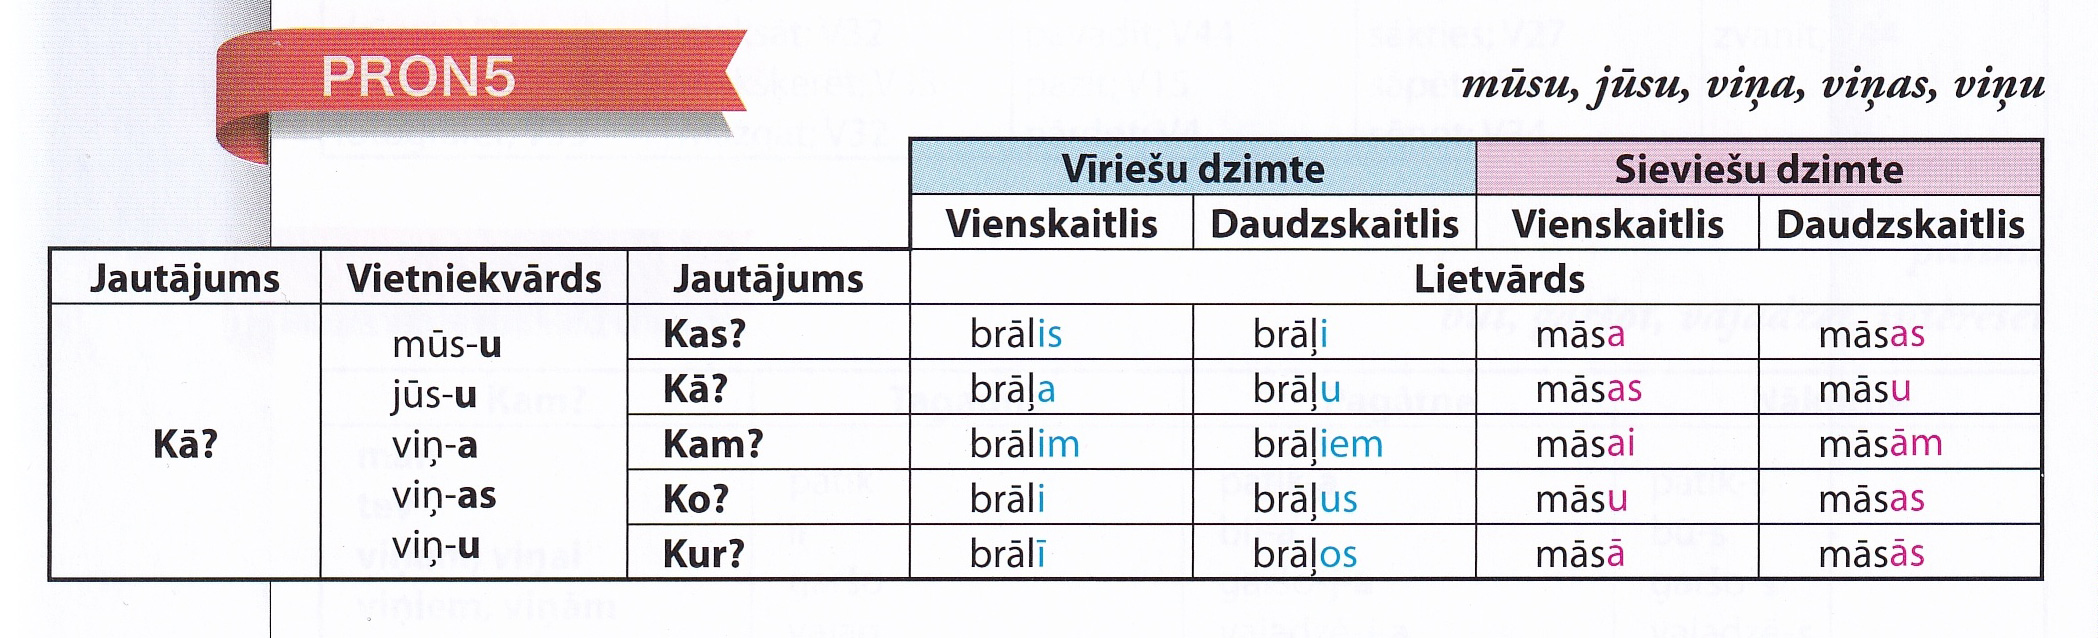 PRON5
mūsu, jūsu, viņa, viņas, viņu
Vīriešu dzimte Sieviešu dzimte
Vienskaitlis Daudzskaitlis Vienskaitlis Daudzskaitlis
Jautājums Vietniekvārds Jautājums Lietvārds
Kā?
mūs-u
jūs-u
viņ-a
viņ-as
viņ-u
Kas? brālis brāļi māsa māsas
Kā? brāļa brāļu māsas māsu
Kam? brālim brāļiem māsai māsām
Ko? brāli brāļus māsu māsas
Kur? brālī brāļos māsā māsās